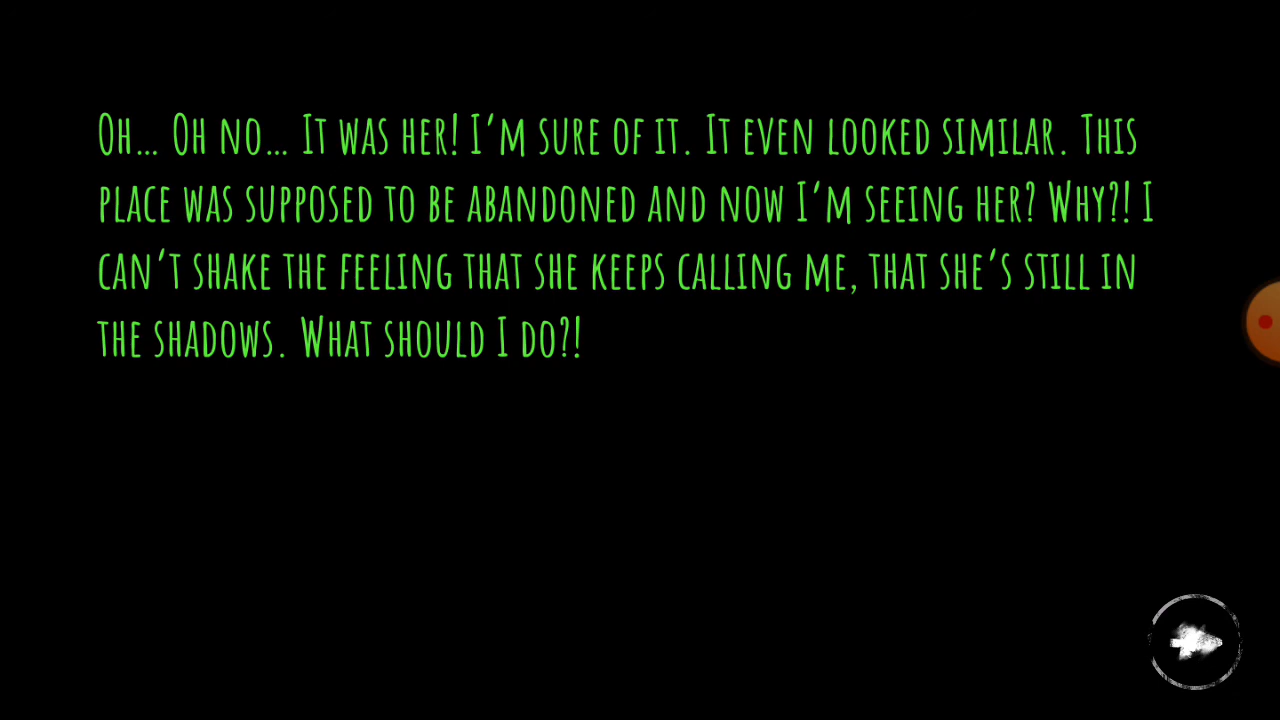 Oh... Oh no... It was her! I'm sure of it. It even looked similar. This
place was supposed to be abandoned and now I'm seeing her? Why?! I
can't shake the feeling that she keeps calling me, that she's still in
the shadows. What should I do?!